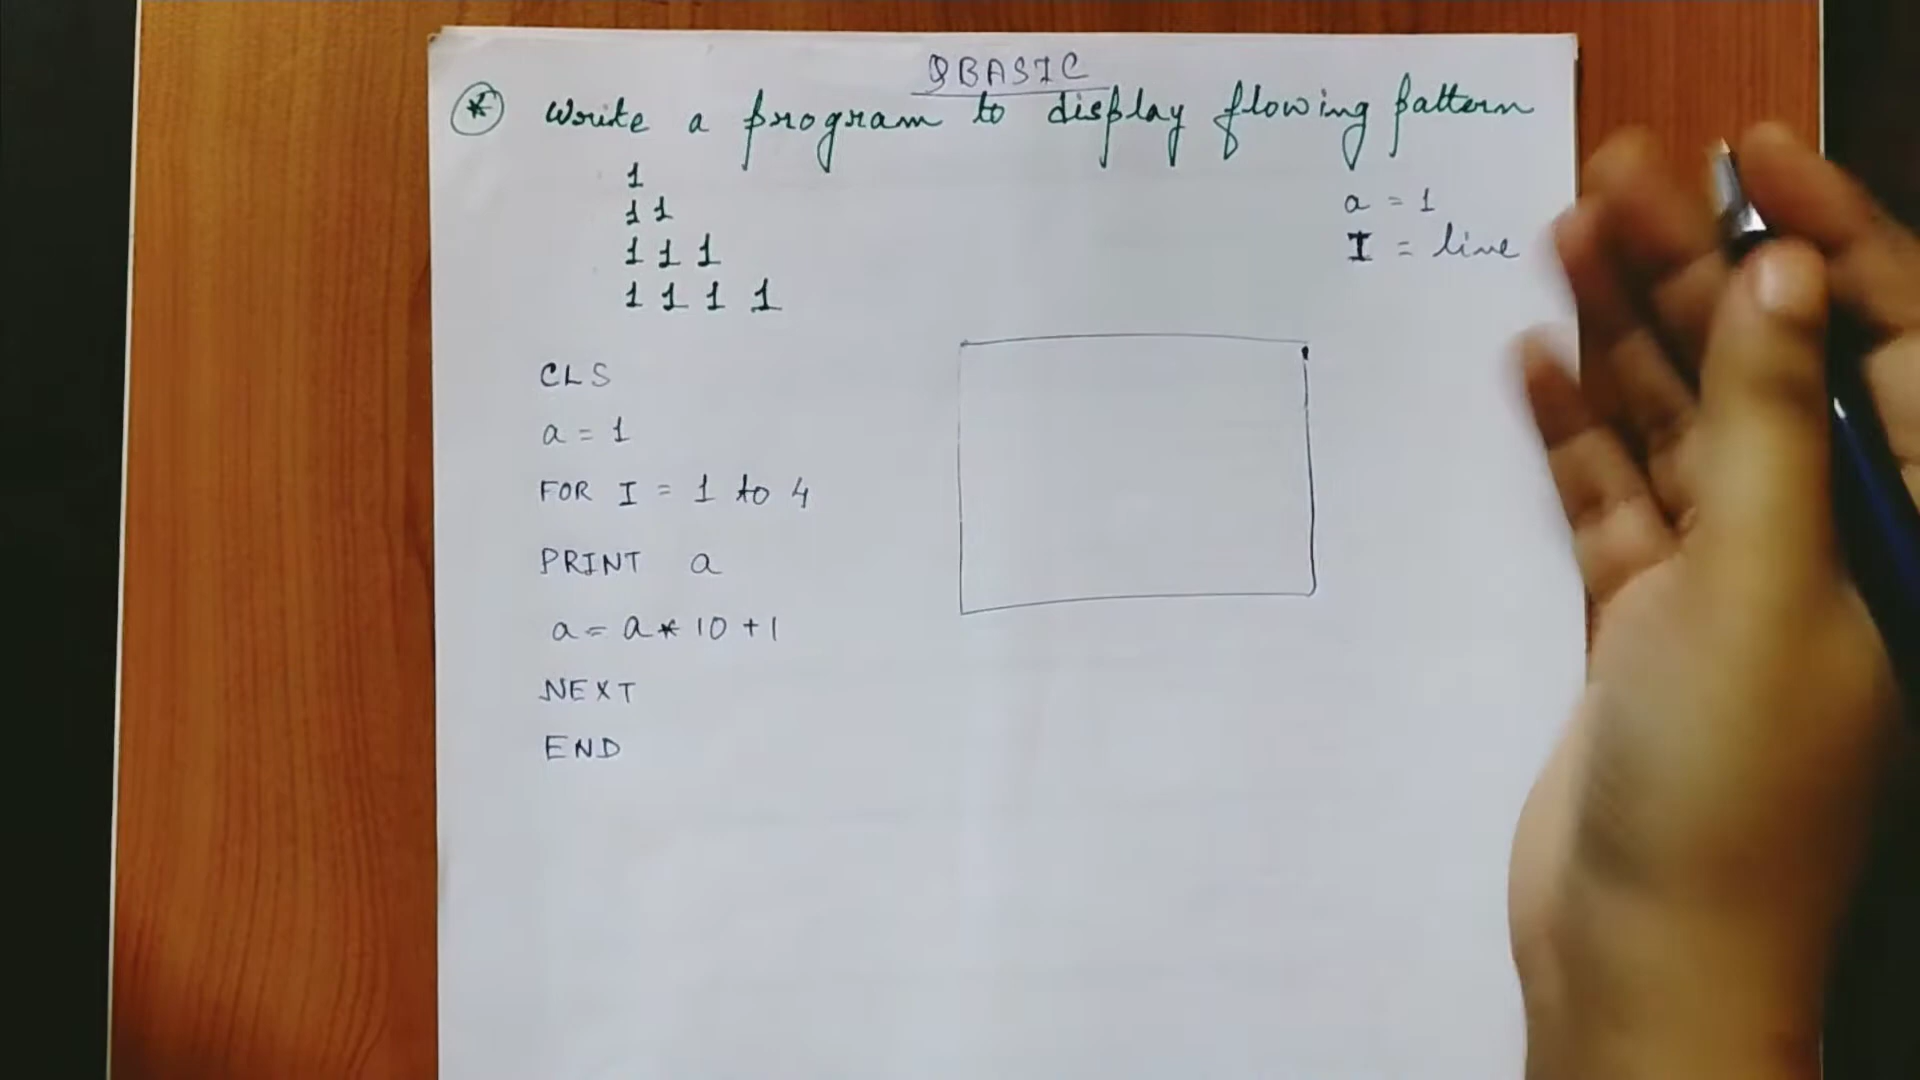 QBASIC
* Write a program to display flowing pattern
1
1 1
1 1 1
1 1 1 1
a = 1
I = line
CLS
a = 1
FOR I = 1 to 4
PRINT a
a = a * 10 + 1
NEXT
END